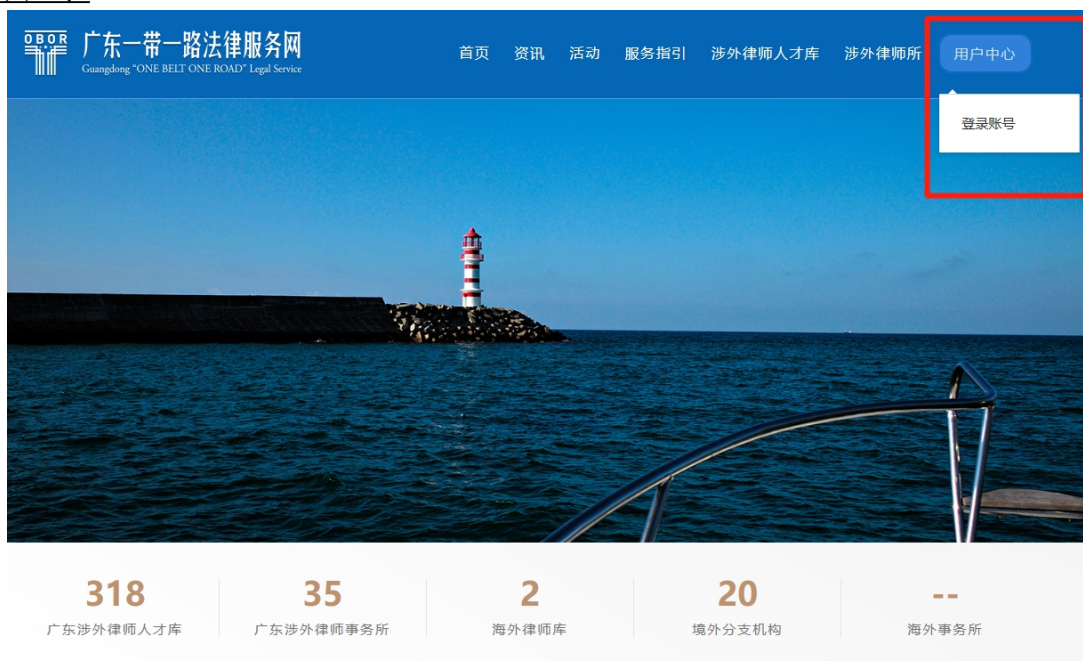 OBOR
广东一带一路法律服务网
Guangdong "ONE BELT ONE ROAD" Legal Service
首页 资讯 活动 服务指引 涉外律师人才库 涉外律师所 用户中心
登录账号
318 35 2 20 --
广东涉外律师人才库 广东涉外律师事务所 海外律师库 境外分支机构 海外事务所